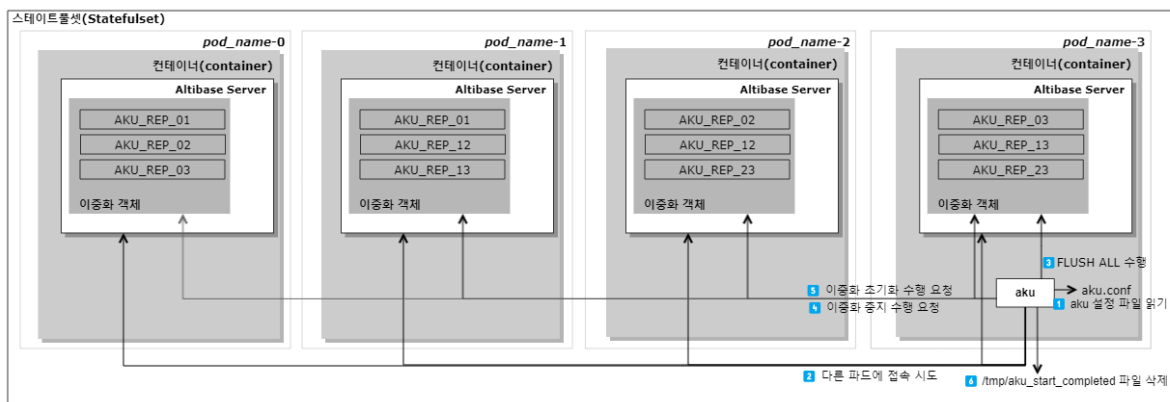 스테이트풀셋(Statefulset)
pod_name-0
컨테이너(container)
Altibase Server
AKU_REP_01
AKU_REP_02
AKU_REP_03
이중화 객체
pod_name-1
컨테이너(container)
Altibase Server
AKU_REP_01
AKU_REP_12
AKU_REP_13
이중화 객체
pod_name-2
컨테이너(container)
Altibase Server
AKU_REP_02
AKU_REP_12
AKU_REP_23
이중화 객체
pod_name-3
컨테이너(container)
Altibase Server
AKU_REP_03
AKU_REP_13
AKU_REP_23
이중화 객체
3 FLUSH ALL 수행
5 이중화 초기화 수행 요청
4 이중화 중지 수행 요청
aku
aku.conf
1 aku 설정 파일 읽기
2 다른 파드에 접속 시도
6 /tmp/aku_start_completed 파일 삭제